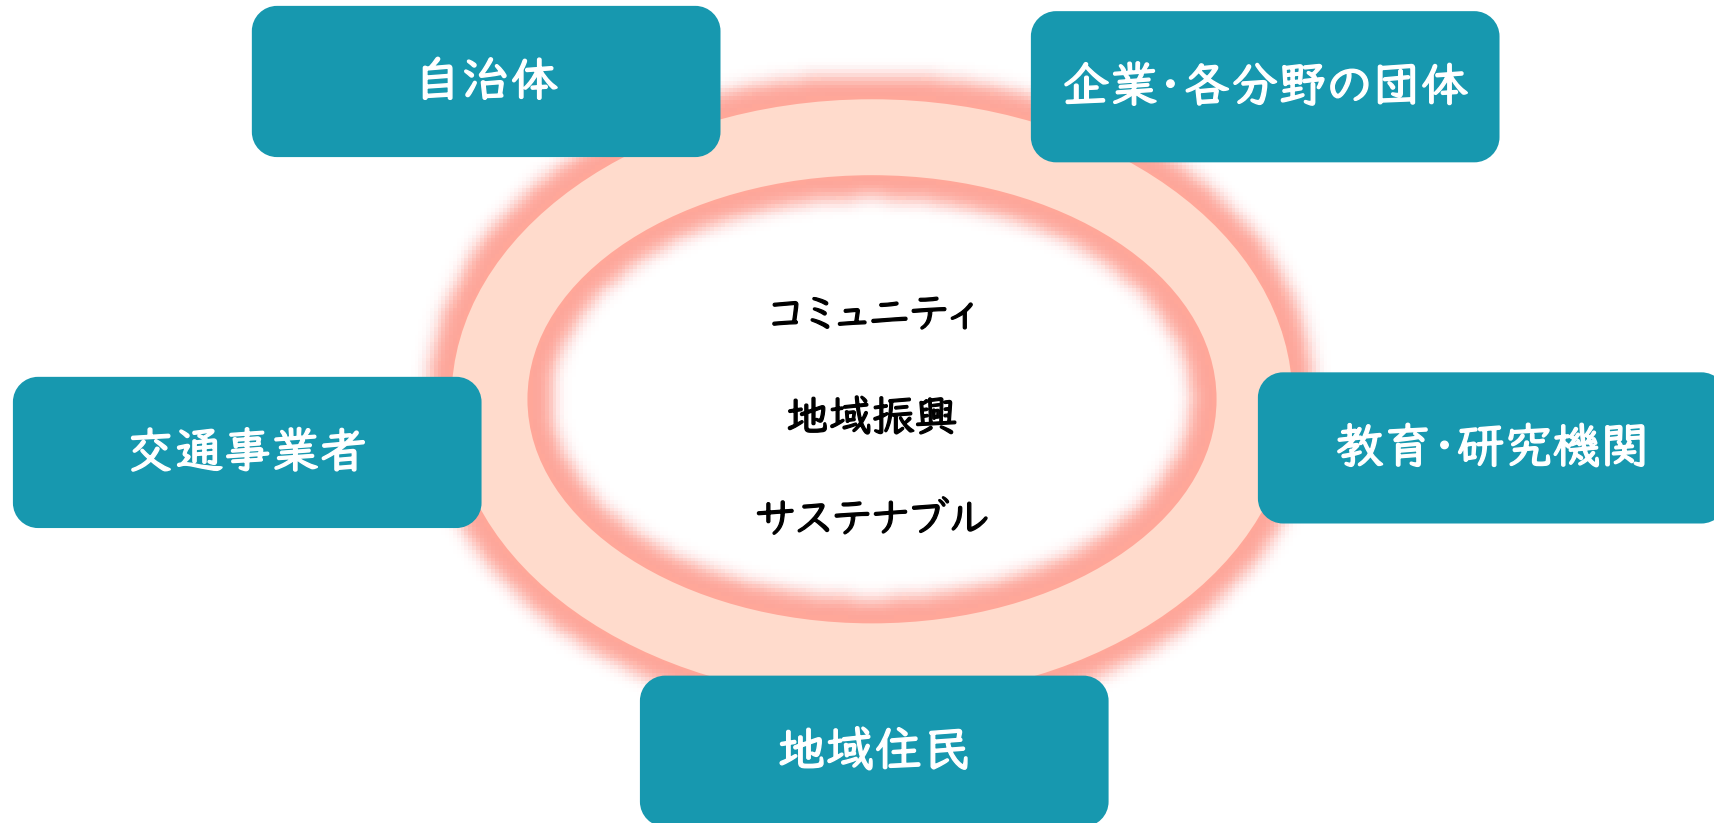 自治体
企業・各分野の団体
コミュニティ
地域振興
サステナブル
交通事業者
教育・研究機関
地域住民